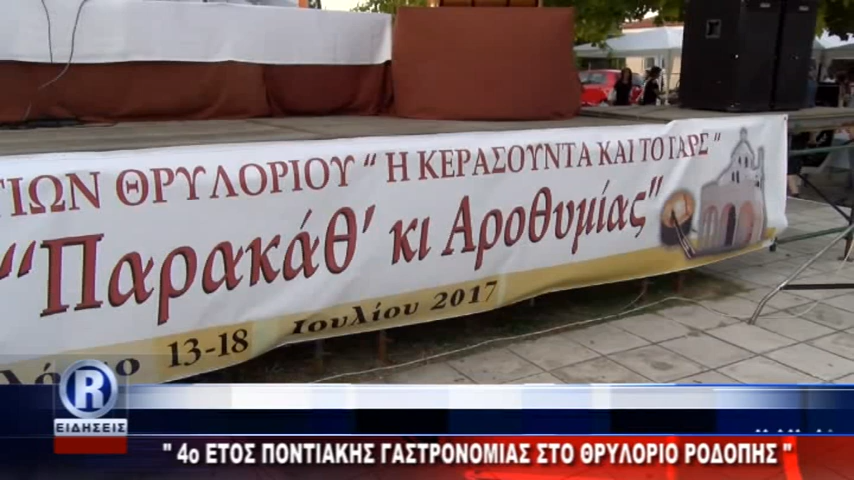 ΘΡΥΛΟΡΙΟΥ " Η ΚΕΡΑΣΟΥΝΤΑ ΚΑΙ ΤΟ ΓΑΡΣ "
"Παρακάθ' κι Αροθυμίας"
13-18 Ιουλίου 2017
R
ΕΙΔΗΣΕΙΣ
" 4ο ΕΤΟΣ ΠΟΝΤΙΑΚΗΣ ΓΑΣΤΡΟΝΟΜΙΑΣ ΣΤΟ ΘΡΥΛΟΡΙΟ ΡΟΔΟΠΗΣ "